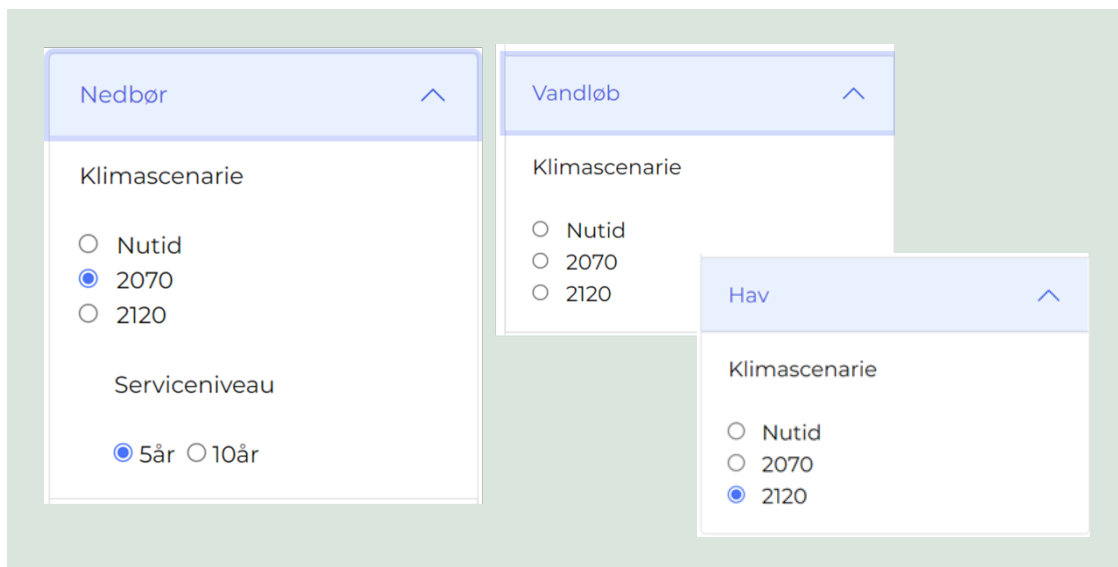 Nedbør
Klimascenarie
Nutid
2070
2120
Serviceniveau
5år 10år
Vandløb
Klimascenarie
Nutid
2070
2120
Hav
Klimascenarie
Nutid
2070
2120